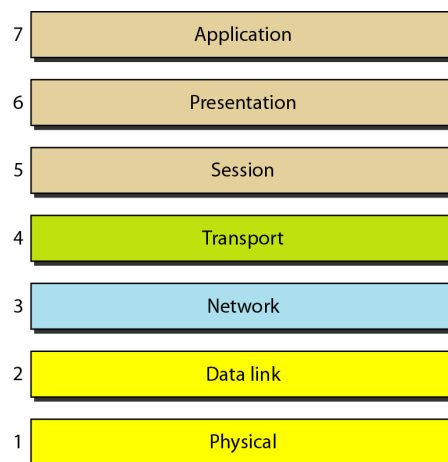 7 Application
6 Presentation
5 Session
4 Transport
3 Network
2 Data link
1 Physical